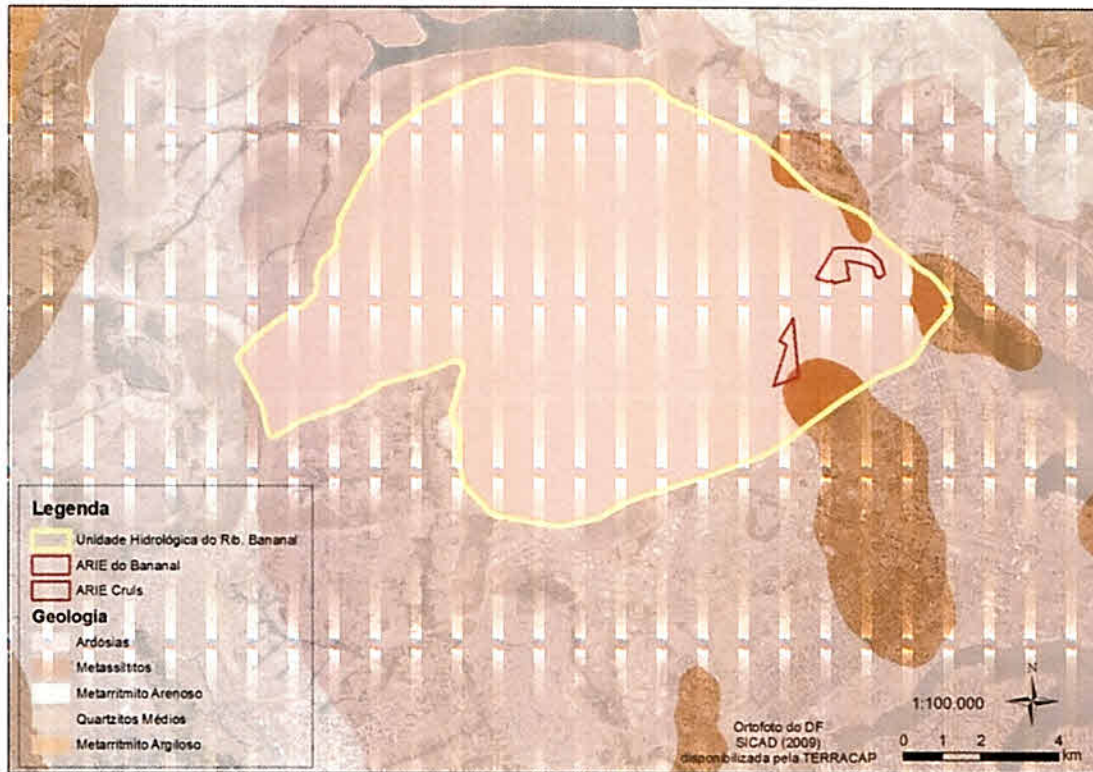 Legenda
Unidade Hidrológica do Rib. Bananal
ARIE do Bananal
ARIE Cruls
Geologia
Ardosias
Metassiltitos
Metarritmito Arenoso
Quartzitos Médios
Metarritmito Argiloso
N
1:100.000
Ortofoto do DF
SICAD (2009)
disponibilizada pela TERRACAP
0 1 2 4
km